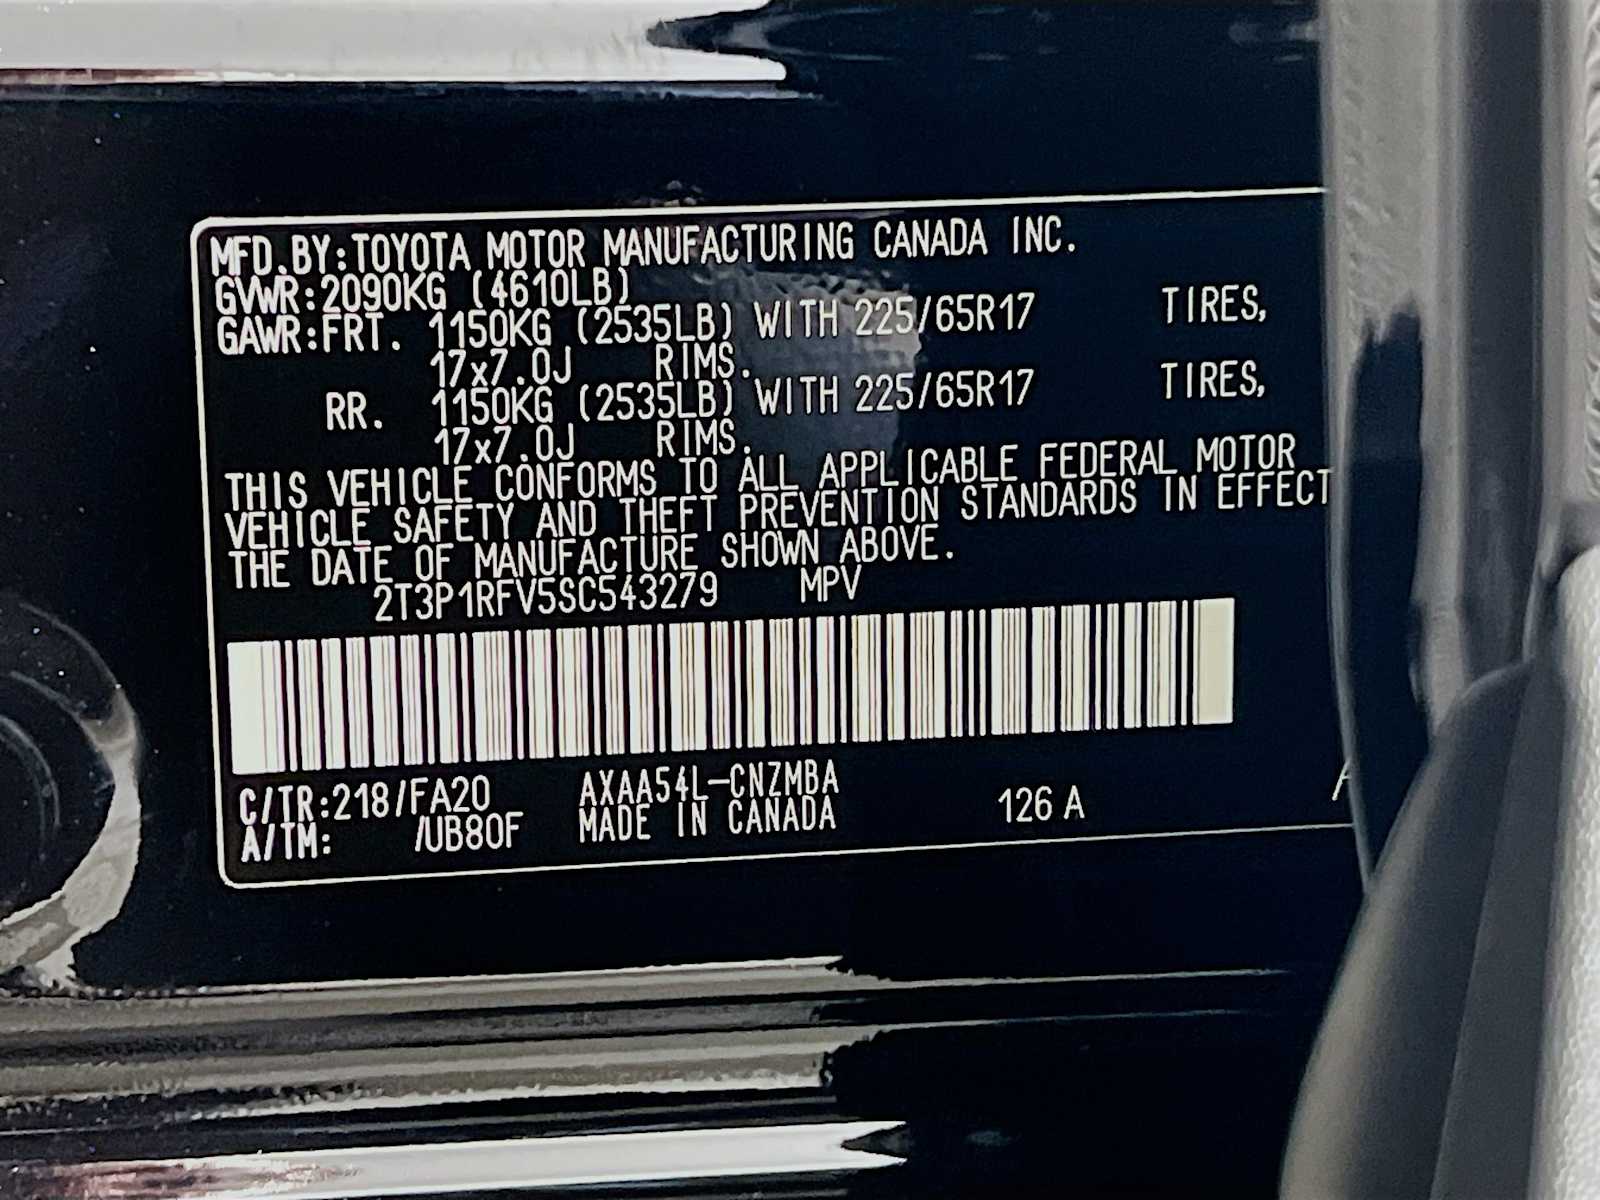 MFD.BY:TOYOTA MOTOR MANUFACTURING CANADA INC.
GVWR:2090KG (4610LB)
GAWR:FRT. 1150KG (2535LB) WITH 225/65R17 TIRES,
17x7.0J RIMS.
RR. 1150KG (2535LB) WITH 225/65R17 TIRES,
17x7.0J RIMS.
THIS VEHICLE CONFORMS TO ALL APPLICABLE FEDERAL MOTOR
VEHICLE SAFETY AND THEFT PREVENTION STANDARDS IN EFFECT
THE DATE OF MANUFACTURE SHOWN ABOVE.
2T3P1RFV5SC543279 MPV
C/TR:218/FA20 AXAA54L-CNZMBA
A/TM: /UB80F MADE IN CANADA 126 A